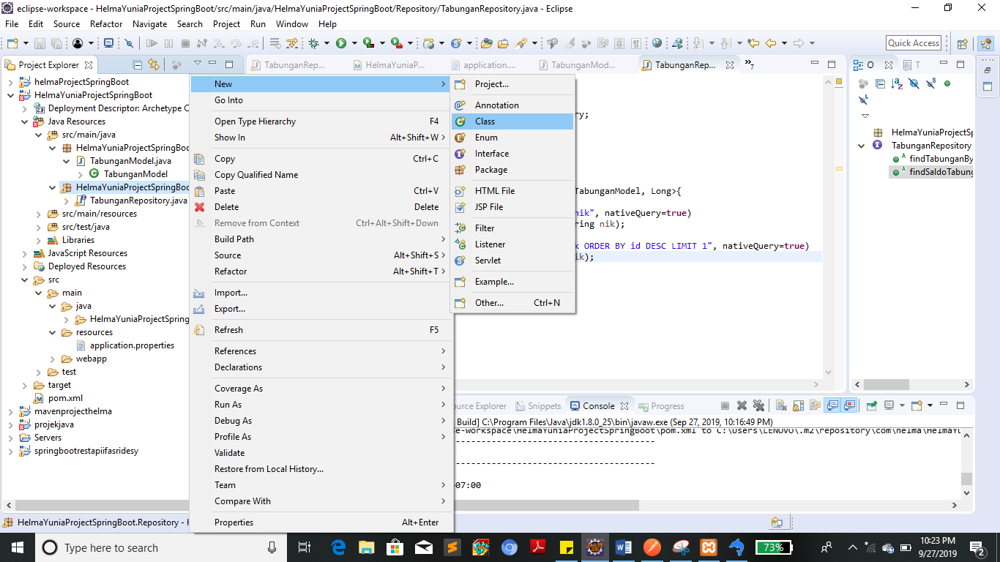 eclipse-workspace - HelmaYuniaProjectSpringBoot/src/main/java/HelmaYuniaProjectSpringBoot/Repository/TabunganRepository.java - Eclipse
File Edit Source Refactor Navigate Search Project Run Window Help
Quick Access
Project Explorer
TabunganRep...
HelmaYuniaP...
application....
TabunganMod...
TabunganRep...
7
O
T
helmaProjectSpringBoot
HelmaYuniaProjectSpringBoot
Deployment Descriptor: Archetype C
Java Resources
src/main/java
HelmaYuniaProjectSpringBoo
TabunganModel.java
TabunganModel
HelmaYuniaProjectSpringBoo
TabunganRepository.java
src/main/resources
src/test/java
Libraries
JavaScript Resources
Deployed Resources
src
main
java
HelmaYuniaProjectSpring
resources
application.properties
webapp
test
target
pom.xml
mavenprojecthelma
projekjava
Servers
springbootrestapiifasridesy
New
Go Into
Open Type Hierarchy F4
Show In Alt+Shift+W
Copy Ctrl+C
Copy Qualified Name
Paste Ctrl+V
Delete Delete
Remove from Context Ctrl+Alt+Shift+Down
Build Path
Source Alt+Shift+S
Refactor Alt+Shift+T
Import...
Export...
Refresh F5
References
Declarations
Coverage As
Run As
Debug As
Profile As
Validate
Restore from Local History...
Team
Compare With
Properties Alt+Enter
Project...
Annotation
Class
Enum
Interface
Package
HTML File
JSP File
Filter
Listener
Servlet
Example...
Other... Ctrl+N
ry;
TabunganModel, Long>{
nik", nativeQuery=true)
ring nik);
k ORDER BY id DESC LIMIT 1", nativeQuery=true)
ik);
HelmaYuniaProjectSp
TabunganRepository
findTabunganBy
findSaldoTabung
ource Explorer
Snippets
Console
Progress
Build] C:\Program Files\Java\jdk1.8.0_25\bin\javaw.exe (Sep 27, 2019, 10:16:49 PM)
se-workspace\HelmaYuniaProjectSpringBoot\pom.xml to C:\Users\LENOVO\.m2\repository\com\helma\HelmaYu
------------------------------------
------------------------------------
07:00
HelmaYuniaProjectSpringBoot.Repository - H
Type here to search
73%
10:23 PM
9/27/2019
2